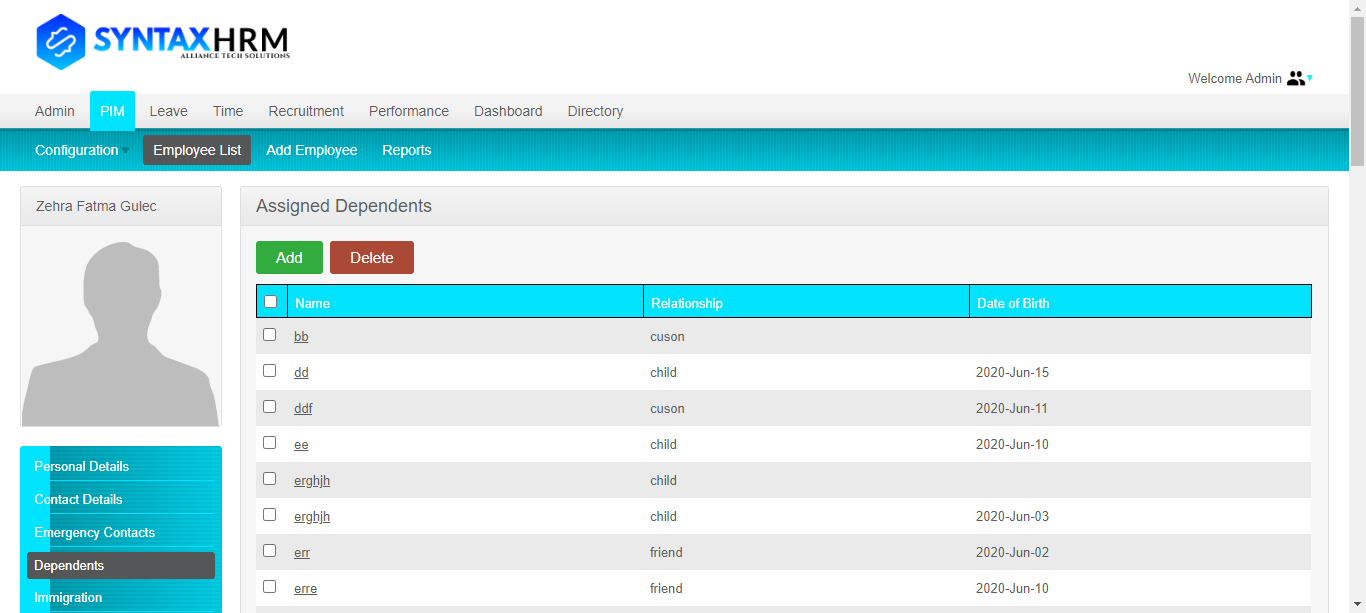 SYNTAXHRM
ALLIANCE TECH SOLUTIONS
Welcome Admin
Admin PIM Leave Time Recruitment Performance Dashboard Directory
Configuration Employee List Add Employee Reports
Zehra Fatma Gulec
Assigned Dependents
Add Delete
Name Relationship Date of Birth
bb cuson
dd child 2020-Jun-15
ddf cuson 2020-Jun-11
ee child 2020-Jun-10
erghjh child
erghjh child 2020-Jun-03
err friend 2020-Jun-02
erre friend 2020-Jun-10
Personal Details
Contact Details
Emergency Contacts
Dependents
Immigration